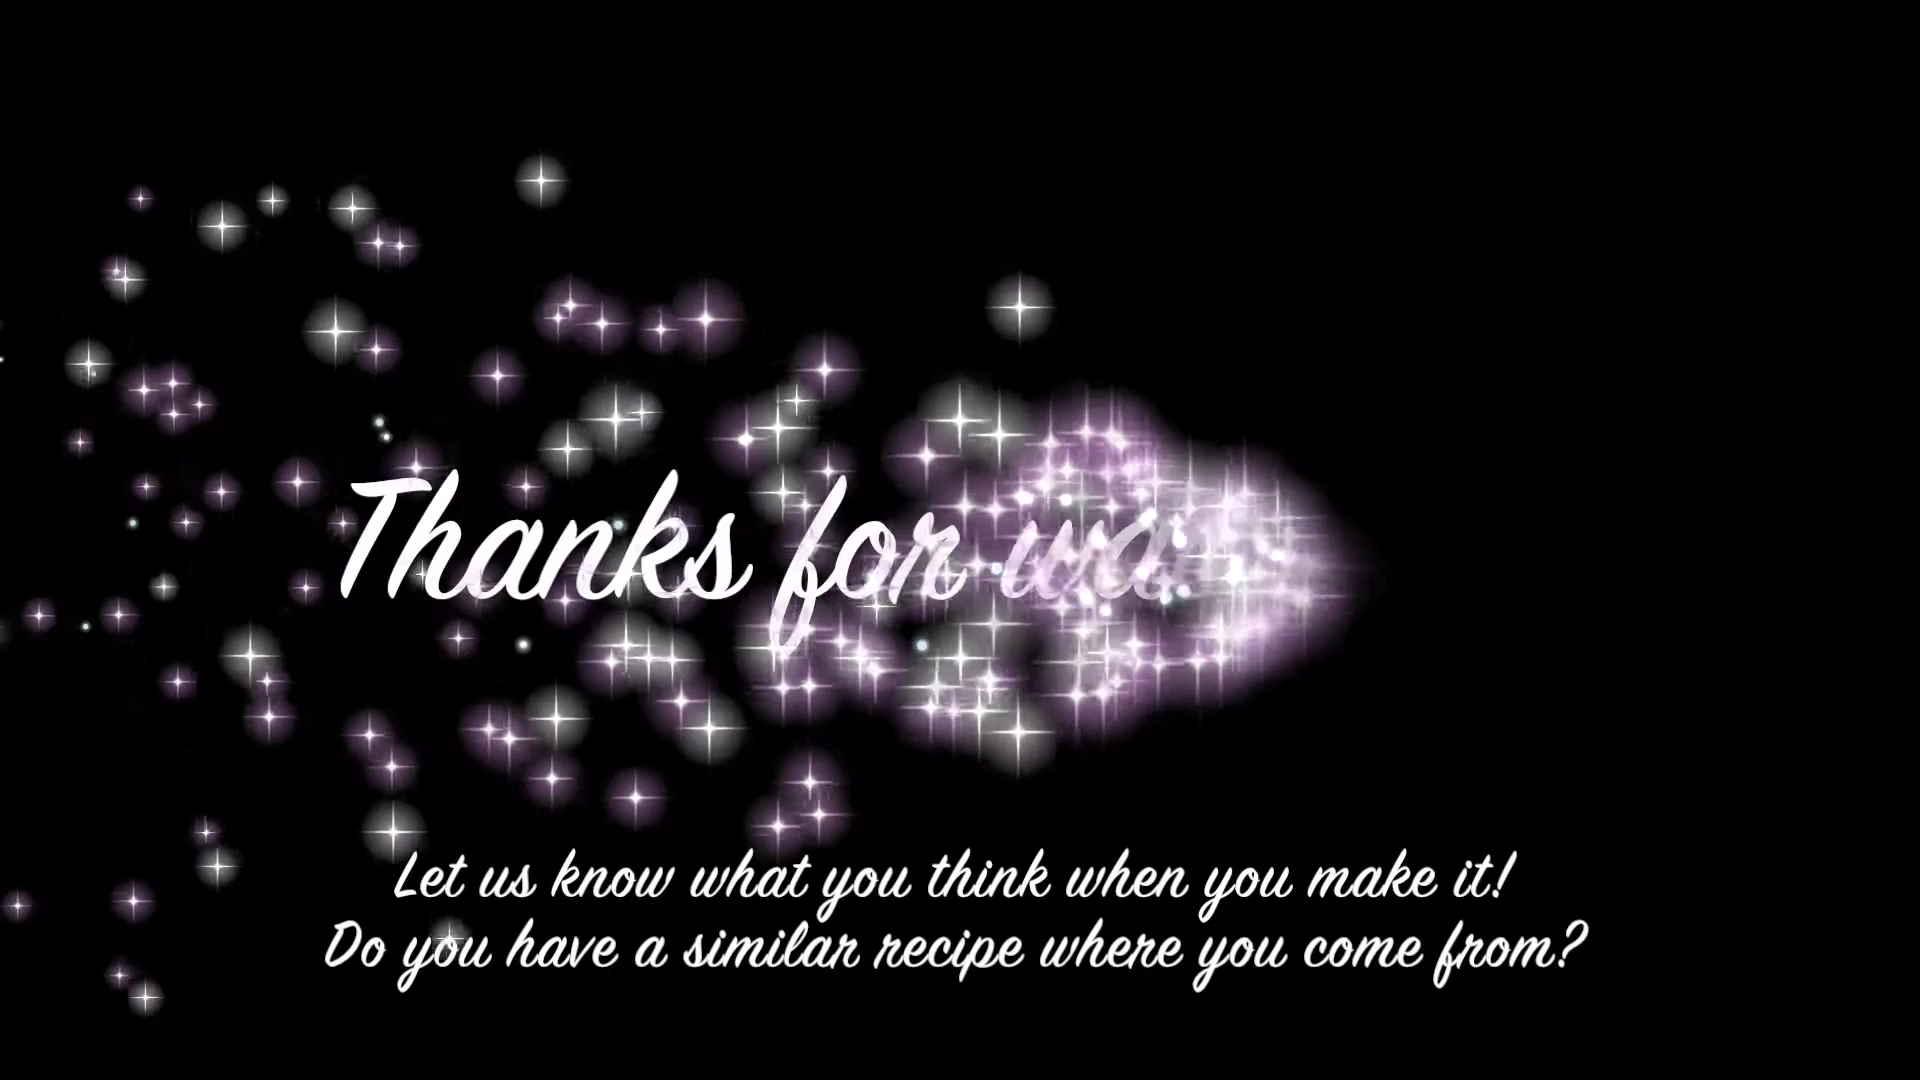 Thanks for
Let us know what you think when you make it!
Do you have a similar recipe where you come from?